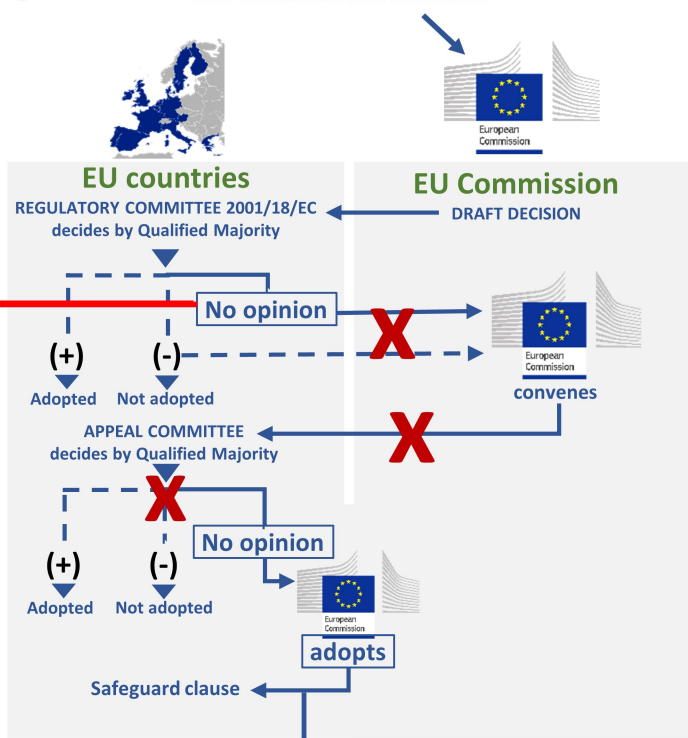 European
Commission
EU countries
EU Commission
REGULATORY COMMITTEE 2001/18/EC
decides by Qualified Majority
DRAFT DECISION
No opinion
X
(+)
(-)
European
Commission
Adopted
Not adopted
convenes
APPEAL COMMITTEE
decides by Qualified Majority
X
X
No opinion
(+)
(-)
Adopted
Not adopted
European
Commission
adopts
Safeguard clause